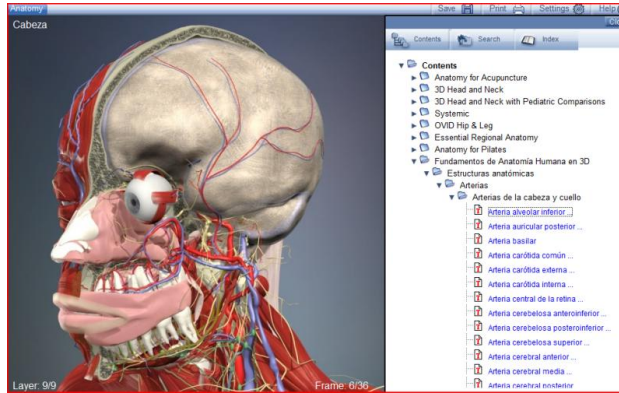 Anatomy
Save Print Settings Help
Cabeza
Contents Search Index
Contents
Anatomy for Acupuncture
3D Head and Neck
3D Head and Neck with Pediatric Comparisons
Systemic
OVID Hip & Leg
Essential Regional Anatomy
Anatomy for Pilates
Fundamentos de Anatomía Humana en 3D
Estructuras anatómicas
Arterias
Arterias de la cabeza y cuello
Arteria alveolar inferior ...
Arteria auricular posterior ...
Arteria basilar
Arteria carótida común ...
Arteria carótida externa ...
Arteria carótida interna ...
Arteria central de la retina ...
Arteria cerebelosa anteroinferior ...
Arteria cerebelosa posteroinferior ...
Arteria cerebelosa superior ...
Arteria cerebral anterior ...
Arteria cerebral media ...
Arteria cerebral posterior
Layer: 9/9 Frame: 6/36